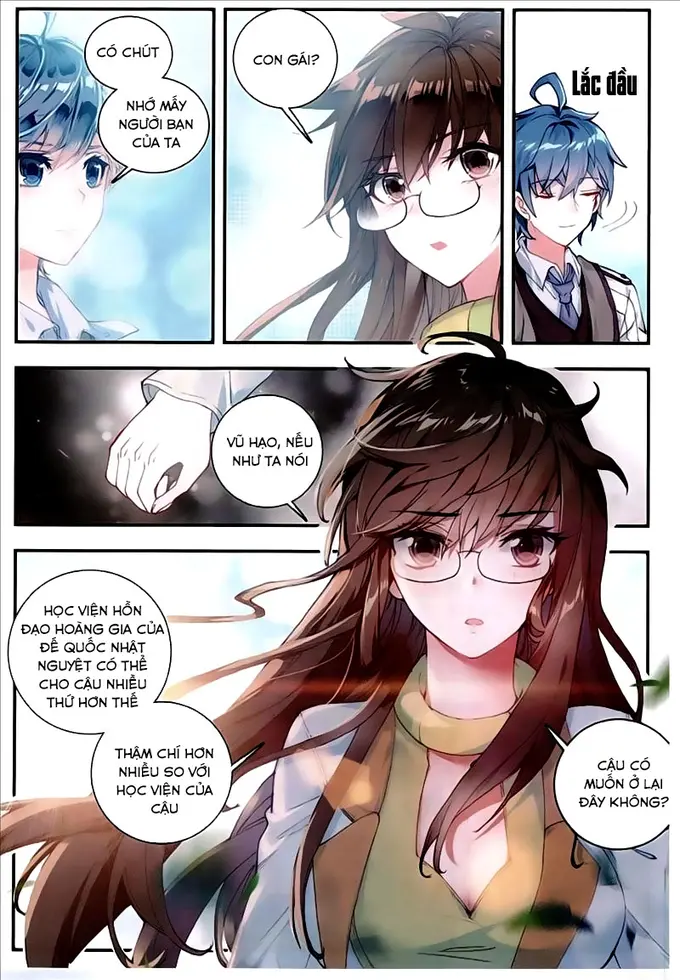 CÓ CHÚT
NHỚ MẤY
NGƯỜI BẠN
CỦA TA
CON GÁI?
Lắc đầu
VŨ HẠO, NẾU
NHƯ TA NÓI
HỌC VIỆN HỒN
ĐẠO HOÀNG GIA CỦA
ĐẾ QUỐC NHẬT
NGUYỆT CÓ THỂ
CHO CẬU NHIỀU
THỨ HƠN THẾ
THẬM CHÍ HƠN
NHIỀU SO VỚI
HỌC VIỆN CỦA
CẬU
CẬU CÓ
MUỐN Ở LẠI
ĐÂY KHÔNG?